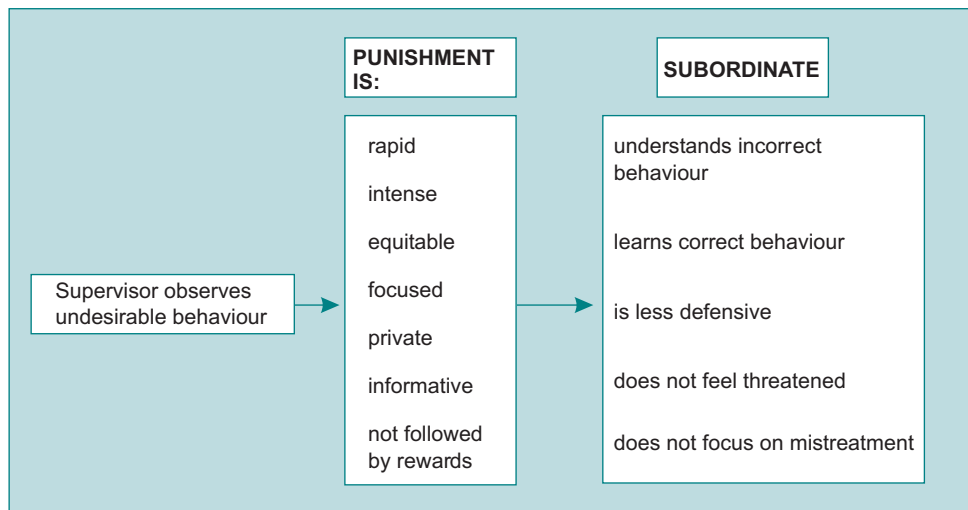 Supervisor observes
undesirable behaviour
PUNISHMENT
IS:
rapid
intense
equitable
focused
private
informative
not followed
by rewards
SUBORDINATE
understands incorrect
behaviour
learns correct behaviour
is less defensive
does not feel threatened
does not focus on mistreatment